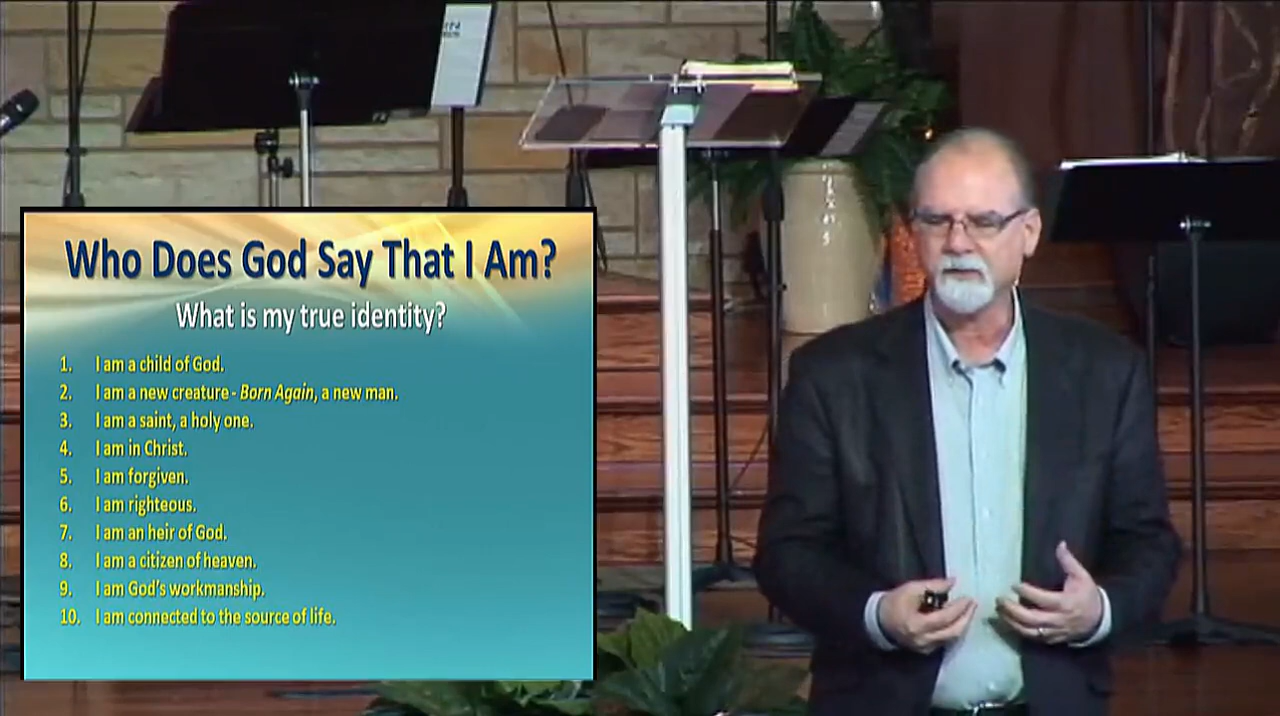 Who Does God Say That I Am?
What is my true identity?
1. I am a child of God.
2. I am a new creature - Born Again, a new man.
3. I am a saint, a holy one.
4. I am in Christ.
5. I am forgiven.
6. I am righteous.
7. I am an heir of God.
8. I am a citizen of heaven.
9. I am God's workmanship.
10. I am connected to the source of life.